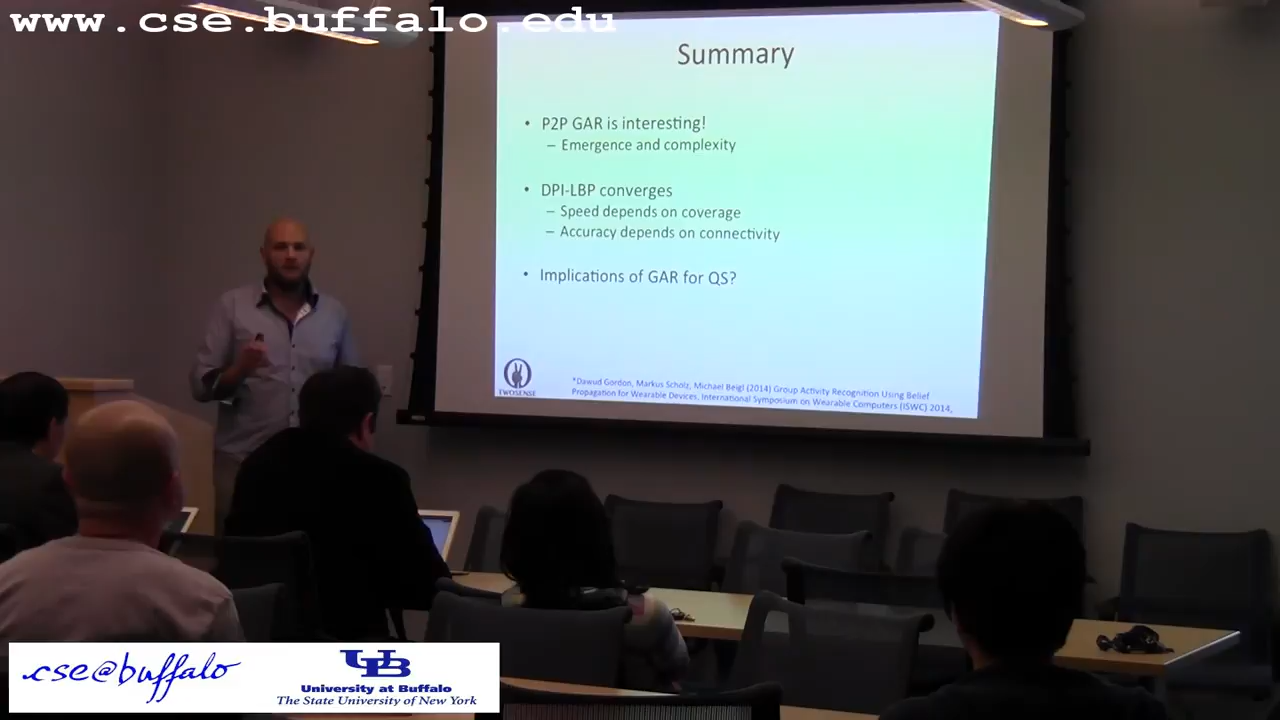 www.cse.buffalo.edu
Summary
• P2P GAR is interesting!
– Emergence and complexity
• DPI-LBP converges
– Speed depends on coverage
– Accuracy depends on connectivity
• Implications of GAR for QS?
TWOSENSE
*Dawud Gordon, Markus Scholz, Michael Beigl (2014) Group Activity Recognition Using Belief
Propagation for Wearable Devices. International Symposium on Wearable Computers (ISWC) 2014,
cse@buffalo
UB
University at Buffalo
The State University of New York